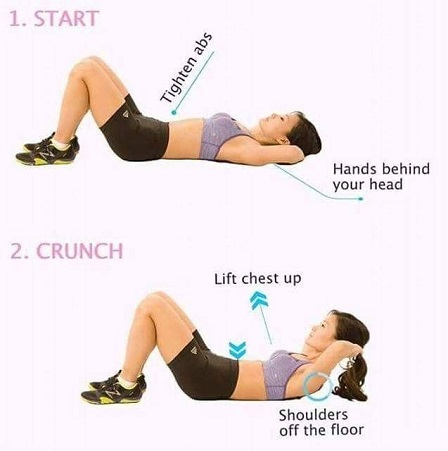 1. START
Tighten abs
Hands behind
your head
2. CRUNCH
Lift chest up
Shoulders
off the floor